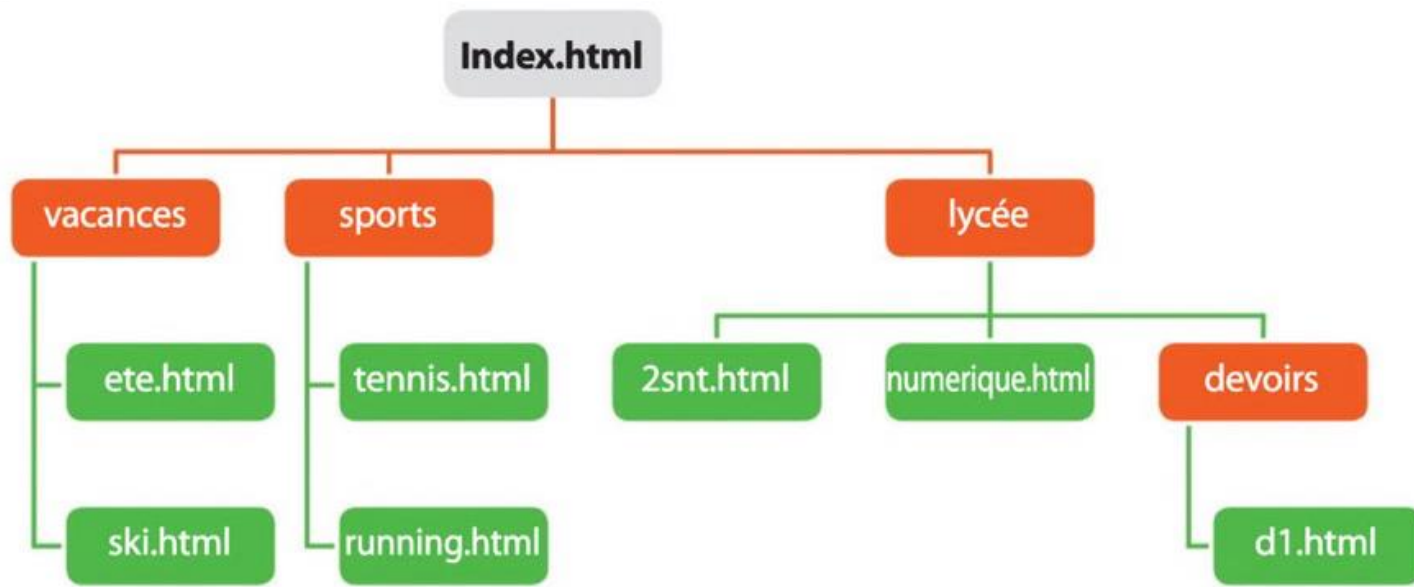 Index.html
vacances
sports
lycée
ete.html
tennis.html
2snt.html
numerique.html
devoirs
ski.html
running.html
d1.html